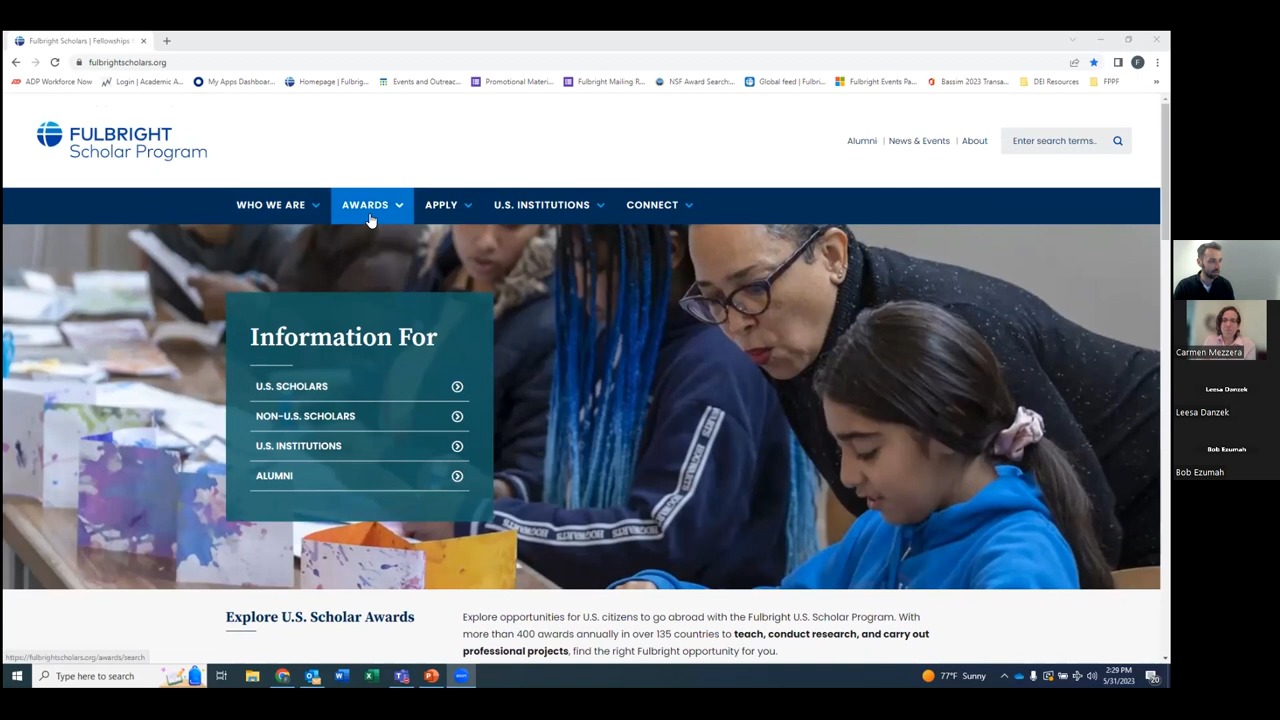 Fulbright Scholars | Fellowships
fulbrightscholars.org
ADP Workforce Now
Login | Academic A...
My Apps Dashboar...
Homepage | Fulbrig...
Events and Outreac...
Promotional Materi...
Fulbright Mailing R...
NSF Award Search:...
Global feed | Fulbri...
Fulbright Events Pa...
Bassim 2023 Transa...
DEI Resources
FPPF
FULBRIGHT
Scholar Program
Alumni | News & Events | About
Enter search terms..
WHO WE ARE
AWARDS
APPLY
U.S. INSTITUTIONS
CONNECT
Information For
U.S. SCHOLARS
NON-U.S. SCHOLARS
U.S. INSTITUTIONS
ALUMNI
HOGWARTS
HOGWARTS
Explore U.S. Scholar Awards
Explore opportunities for U.S. citizens to go abroad with the Fulbright U.S. Scholar Program. With
more than 400 awards annually in over 135 countries to teach, conduct research, and carry out
professional projects, find the right Fulbright opportunity for you.
https://fulbrightscholars.org/awards/search
Type here to search
77°F Sunny
2:29 PM
5/31/2023
20
Carmen Mezzera
Leesa Danzek
Leesa Danzek
Bob Ezumah
Bob Ezumah